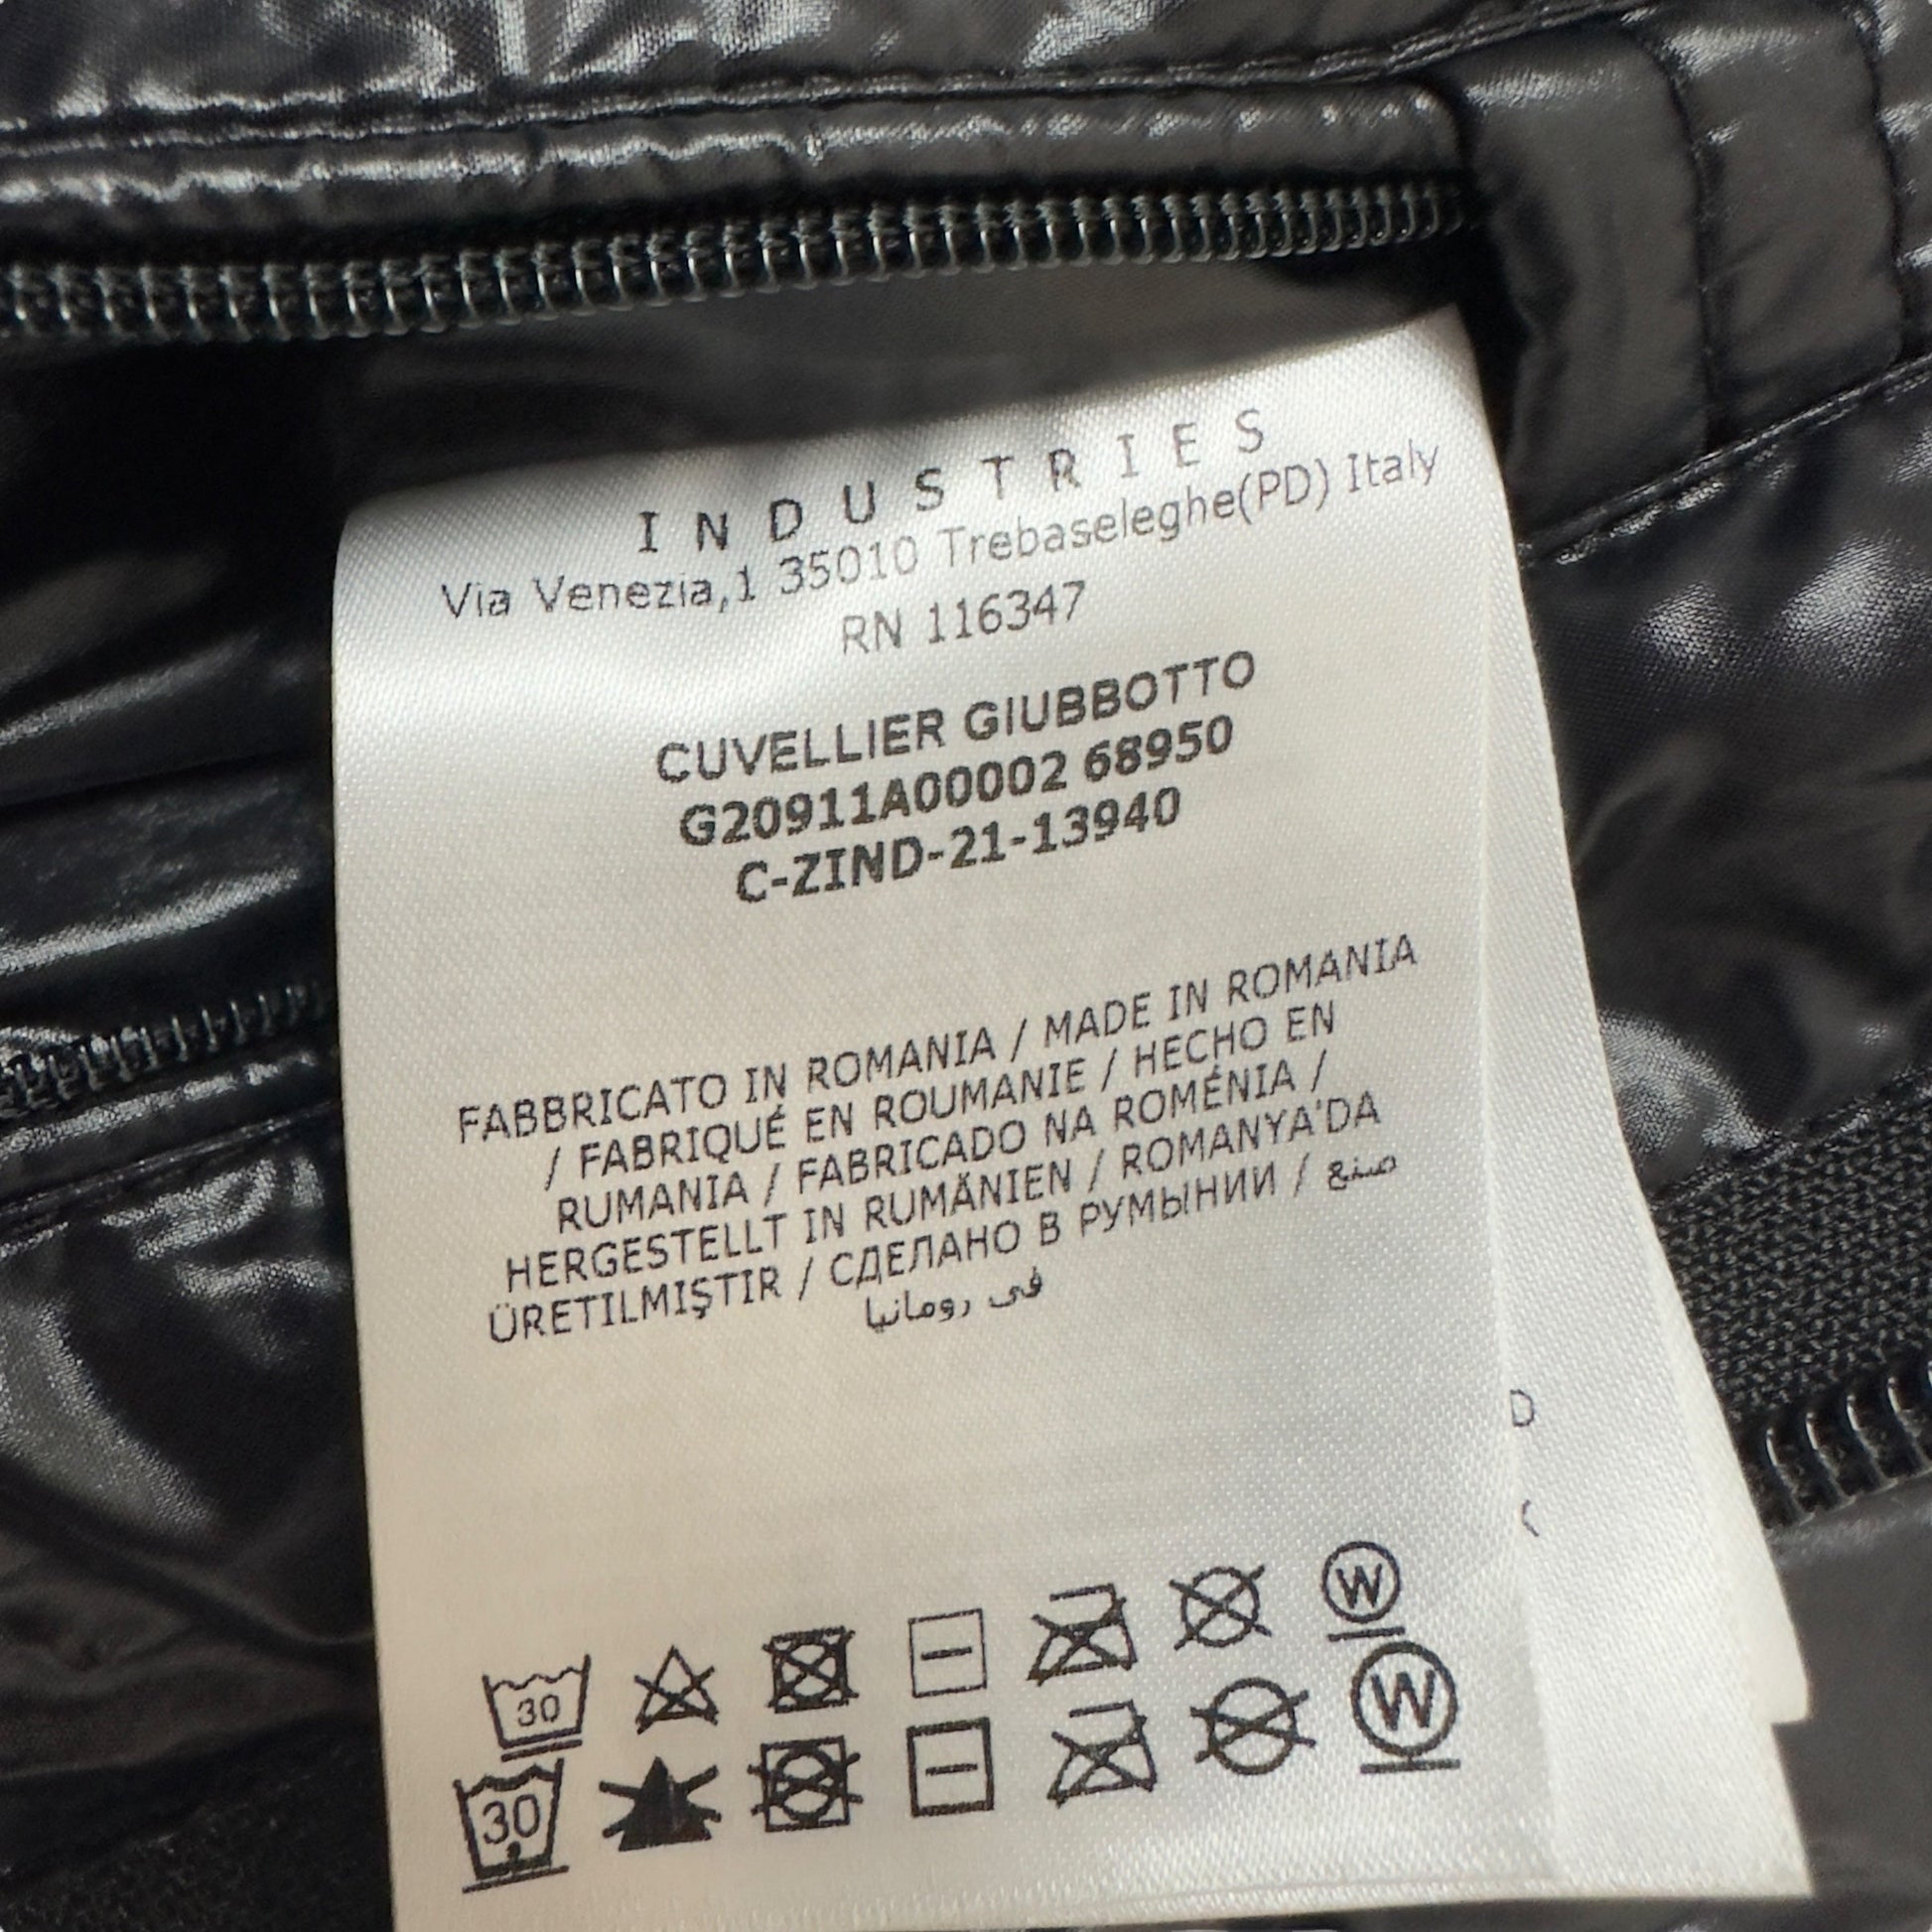 INDUSTRIES
Via Venezia,1 35010 Trebaseleghe(PD) Italy
RN 116347
CUVELLIER GIUBBOTTO
G20911A00002 68950
C-ZIND-21-13940
FABBRICATO IN ROMANIA / MADE IN ROMANIA
/ FABRIQUÉ EN ROUMANIE / HECHO EN
RUMANIA / FABRICADO NA ROMÉNIA /
HERGESTELLT IN RUMÄNIEN / ROMANYA'DA
ÜRETILMIŞTIR / СДЕЛАНО В РУМЫНИИ / صنع
في رومانيا
D
30
W
30
W